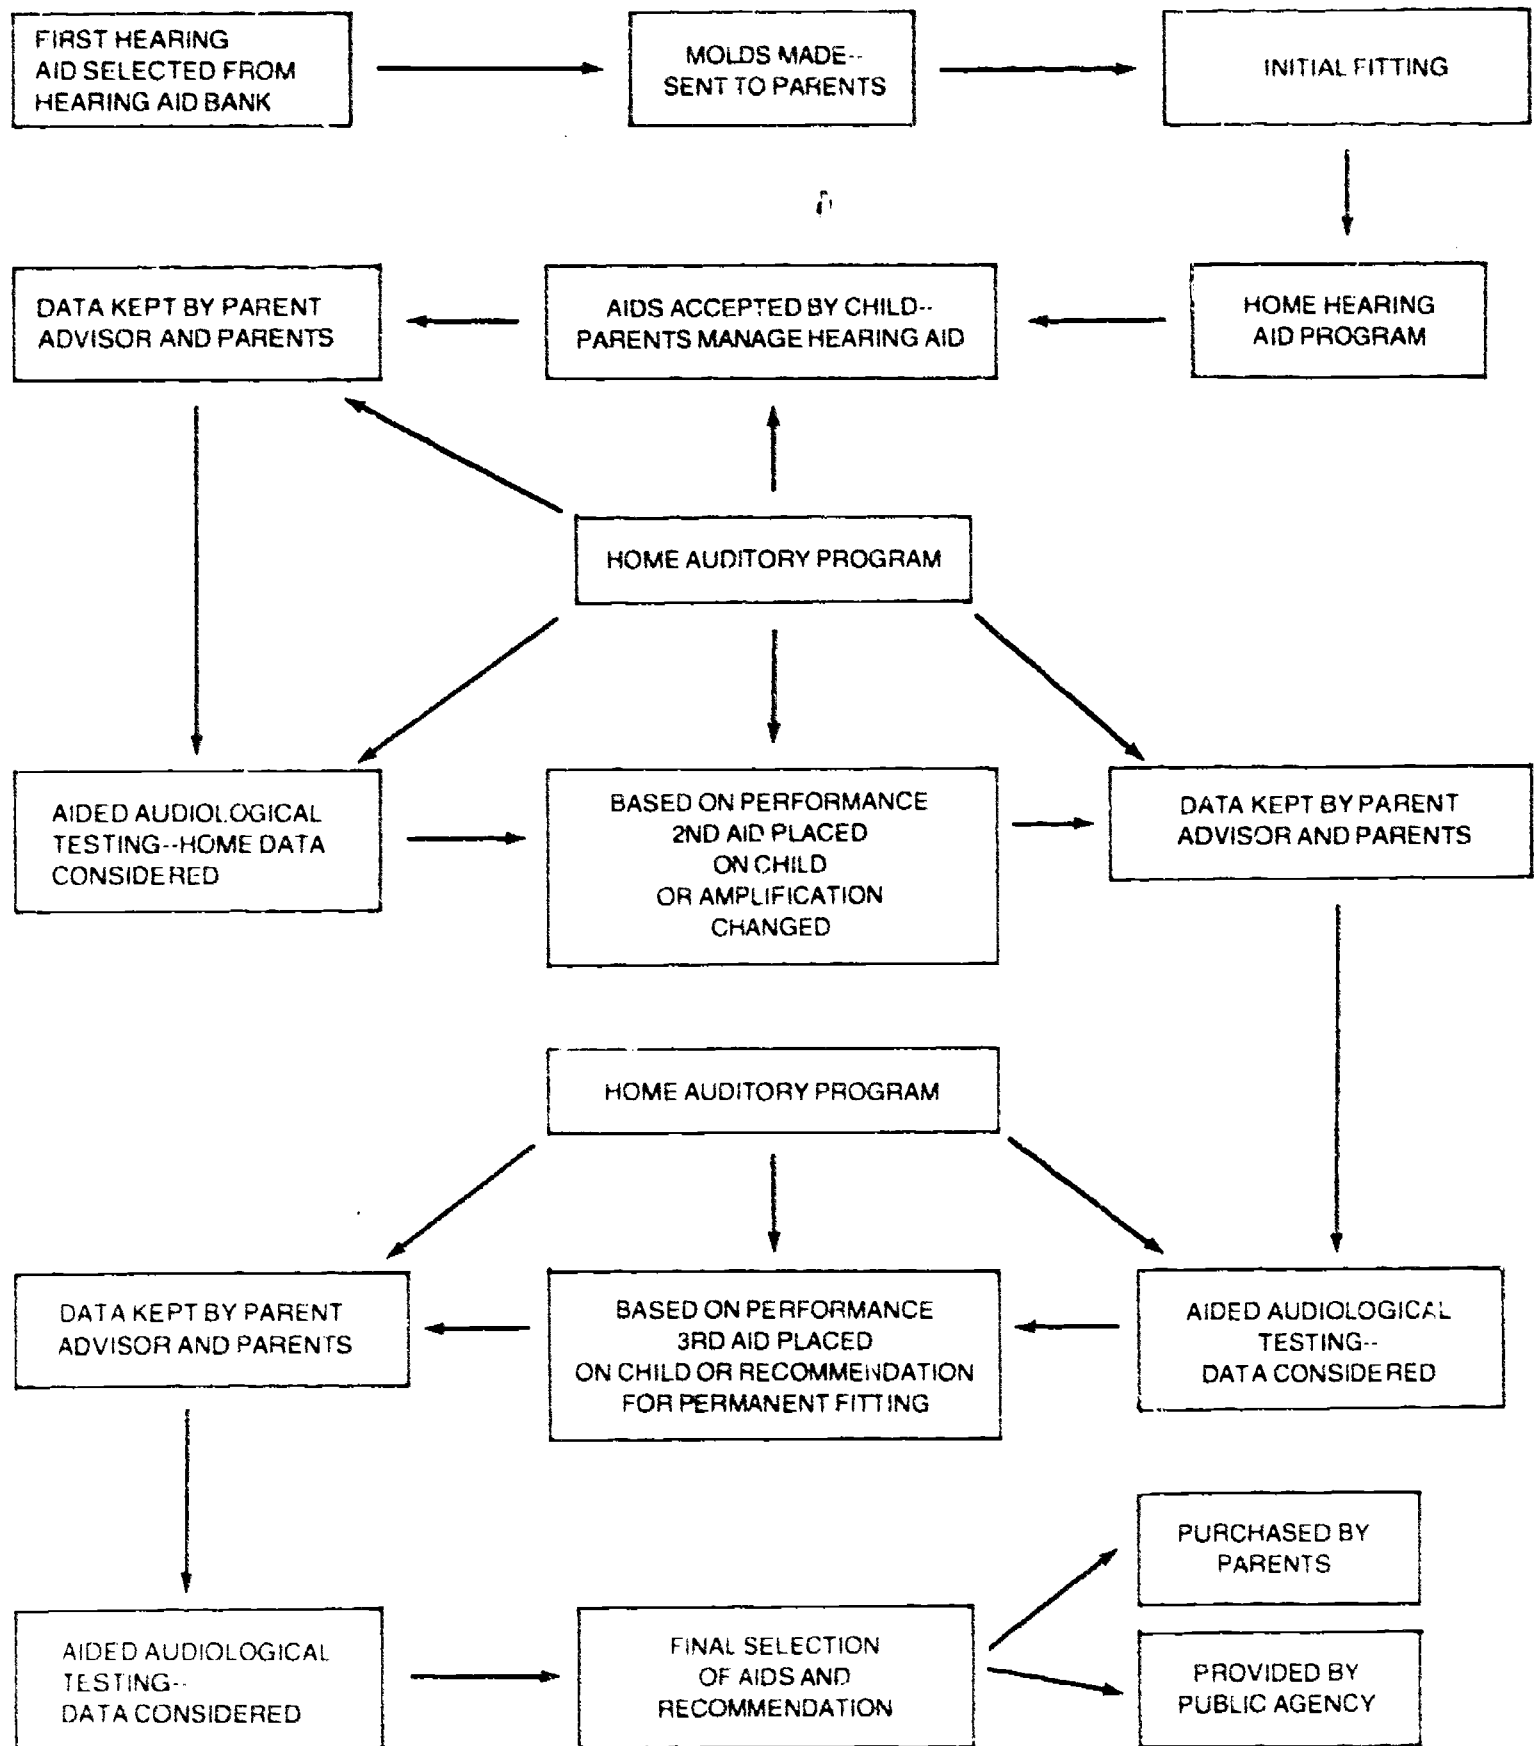 FIRST HEARING
AID SELECTED FROM
HEARING AID BANK
MOLDS MADE--
SENT TO PARENTS
INITIAL FITTING
DATA KEPT BY PARENT
ADVISOR AND PARENTS
AIDS ACCEPTED BY CHILD--
PARENTS MANAGE HEARING AID
HOME HEARING
AID PROGRAM
HOME AUDITORY PROGRAM
AIDED AUDIOLOGICAL
TESTING--HOME DATA
CONSIDERED
BASED ON PERFORMANCE
2ND AID PLACED
ON CHILD
OR AMPLIFICATION
CHANGED
DATA KEPT BY PARENT
ADVISOR AND PARENTS
HOME AUDITORY PROGRAM
DATA KEPT BY PARENT
ADVISOR AND PARENTS
BASED ON PERFORMANCE
3RD AID PLACED
ON CHILD OR RECOMMENDATION
FOR PERMANENT FITTING
AIDED AUDIOLOGICAL
TESTING--
DATA CONSIDERED
PURCHASED BY
PARENTS
AIDED AUDIOLOGICAL
TESTING--
DATA CONSIDERED
FINAL SELECTION
OF AIDS AND
RECOMMENDATION
PROVIDED BY
PUBLIC AGENCY